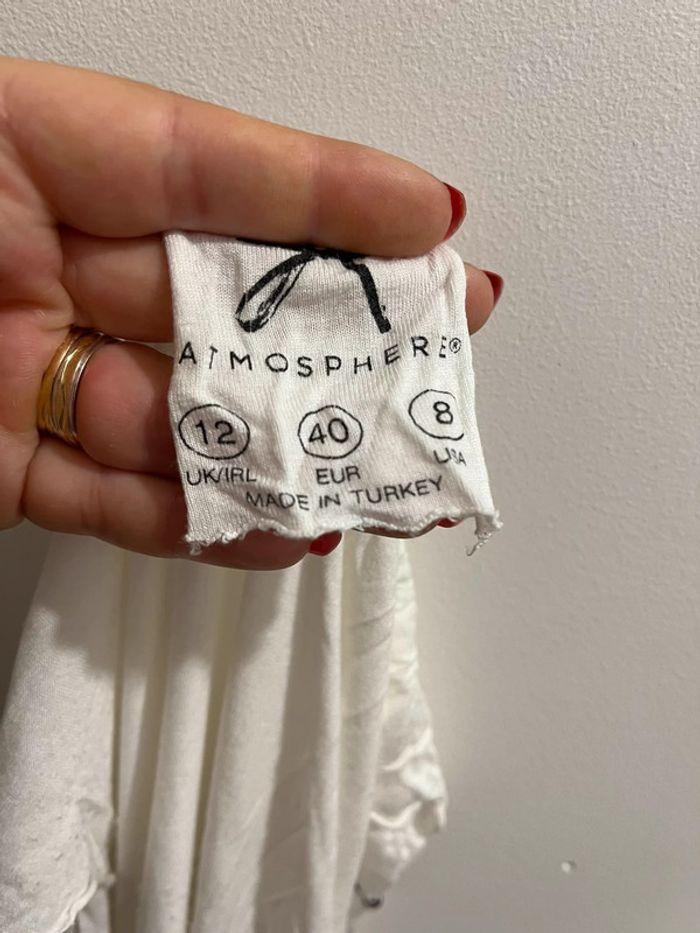 ATMOSPHERE®
12 40 8
UK/IRL EUR USA
MADE IN TURKEY